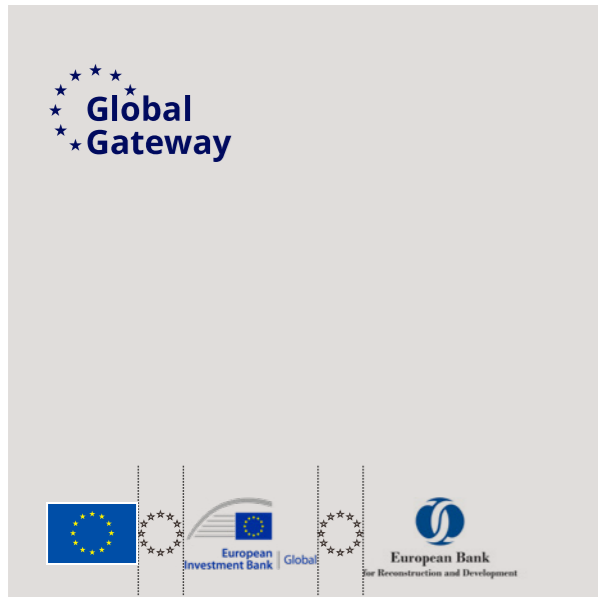 Global
Gateway
European
Investment Bank
Global
European Bank
for Reconstruction and Development